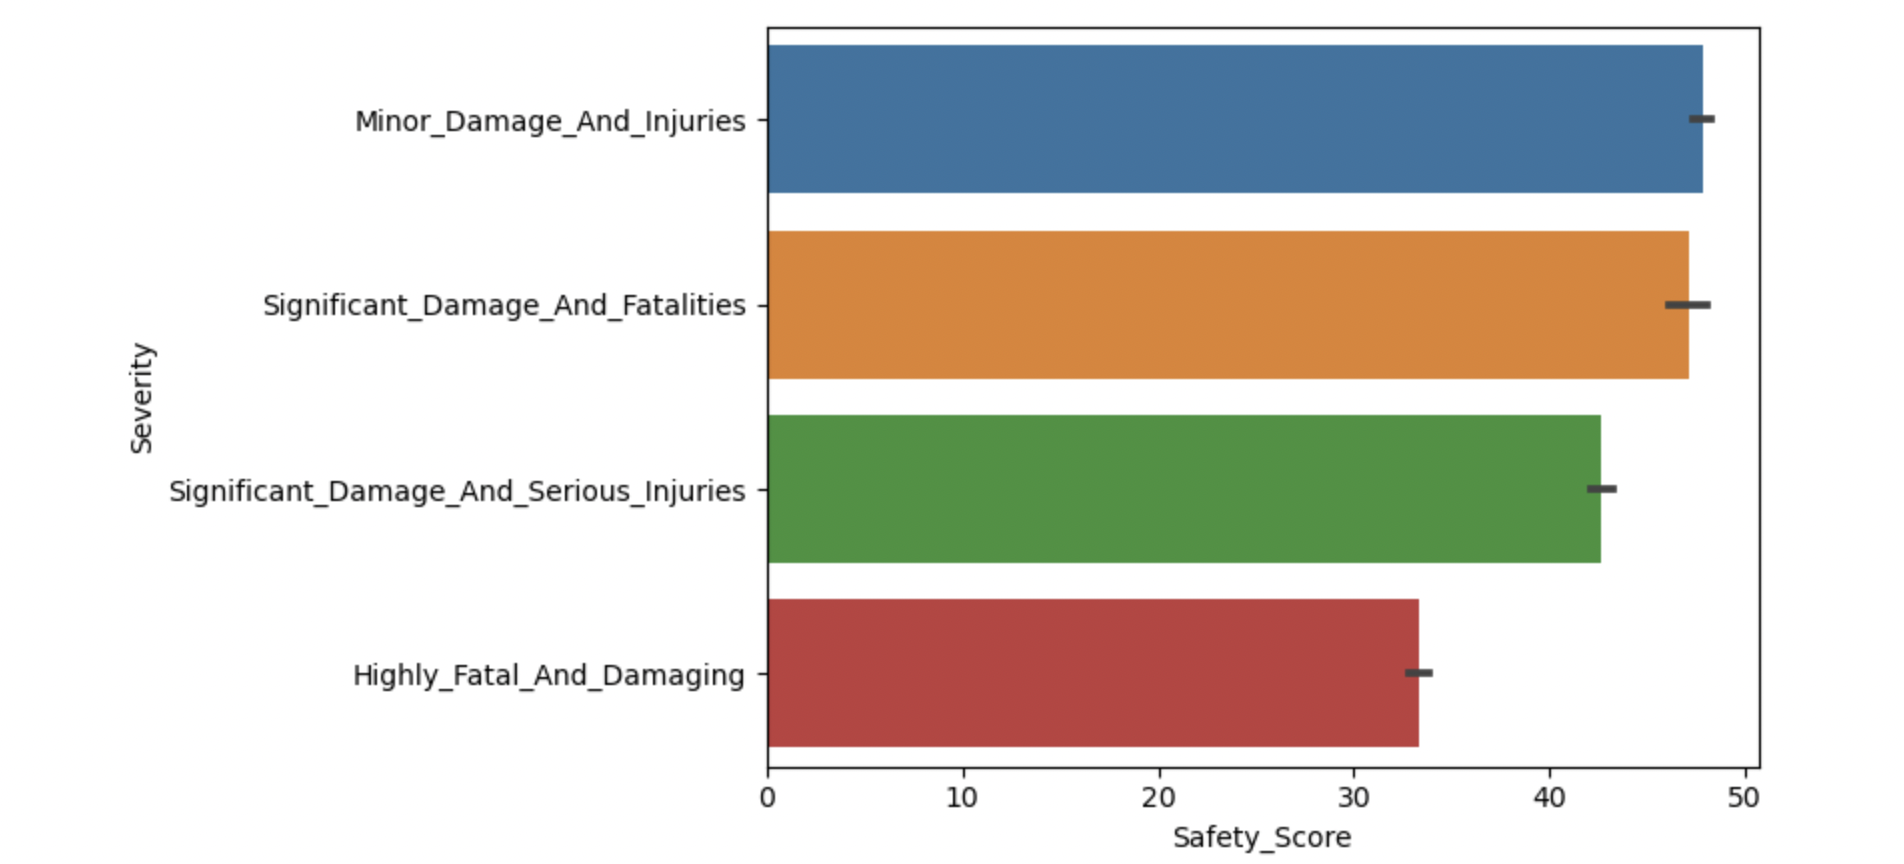 Severity
Minor_Damage_And_Injuries
Significant_Damage_And_Fatalities
Significant_Damage_And_Serious_Injuries
Highly_Fatal_And_Damaging
0 10 20 30 40 50
Safety_Score